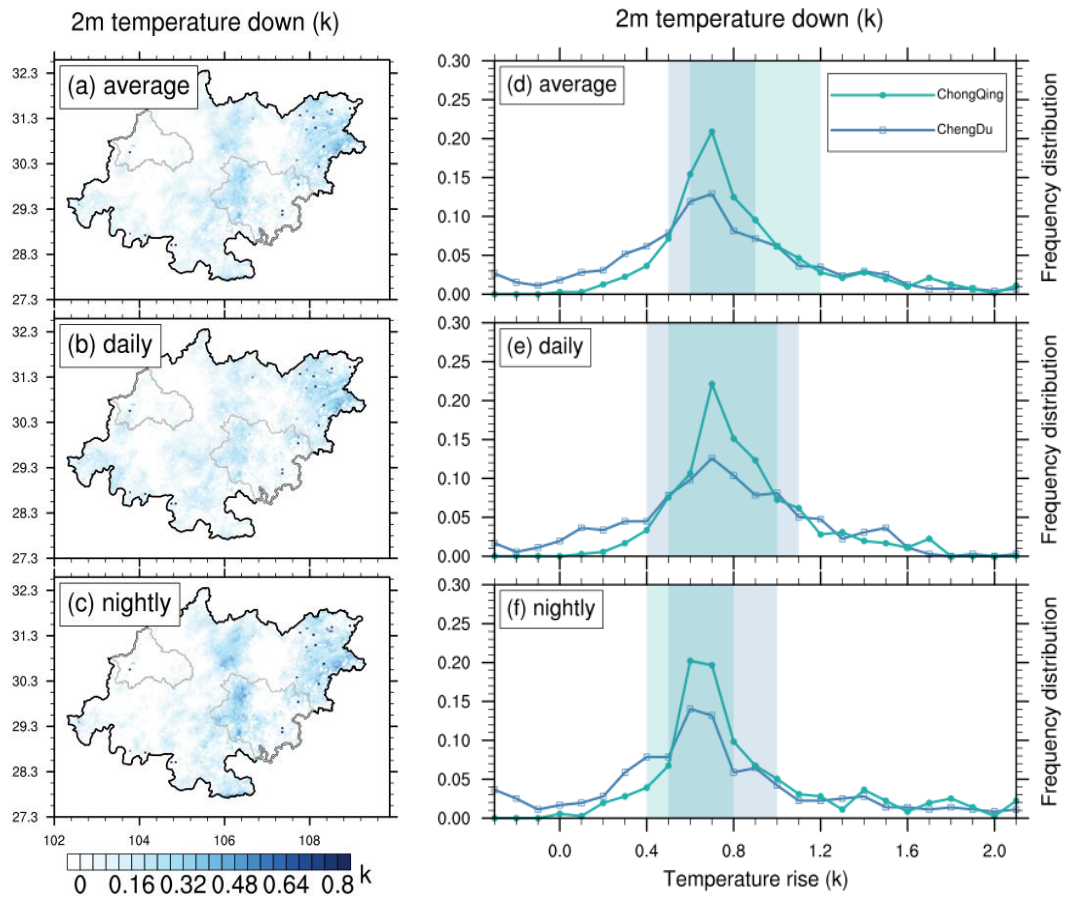 2m temperature down (k)
32.3
31.3
30.3
29.3
28.3
27.3
(a) average
32.3
31.3
30.3
29.3
28.3
27.3
(b) daily
32.3
31.3
30.3
29.3
28.3
27.3
(c) nightly
102 104 106 108
0 0.16 0.32 0.48 0.64 0.8 k
2m temperature down (k)
(d) average
ChongQing
ChengDu
0.30
0.25
0.20
0.15
0.10
0.05
0.00
Frequency distribution
(e) daily
0.30
0.25
0.20
0.15
0.10
0.05
0.00
Frequency distribution
(f) nightly
0.30
0.25
0.20
0.15
0.10
0.05
0.00
Frequency distribution
0.0 0.4 0.8 1.2 1.6 2.0
Temperature rise (k)